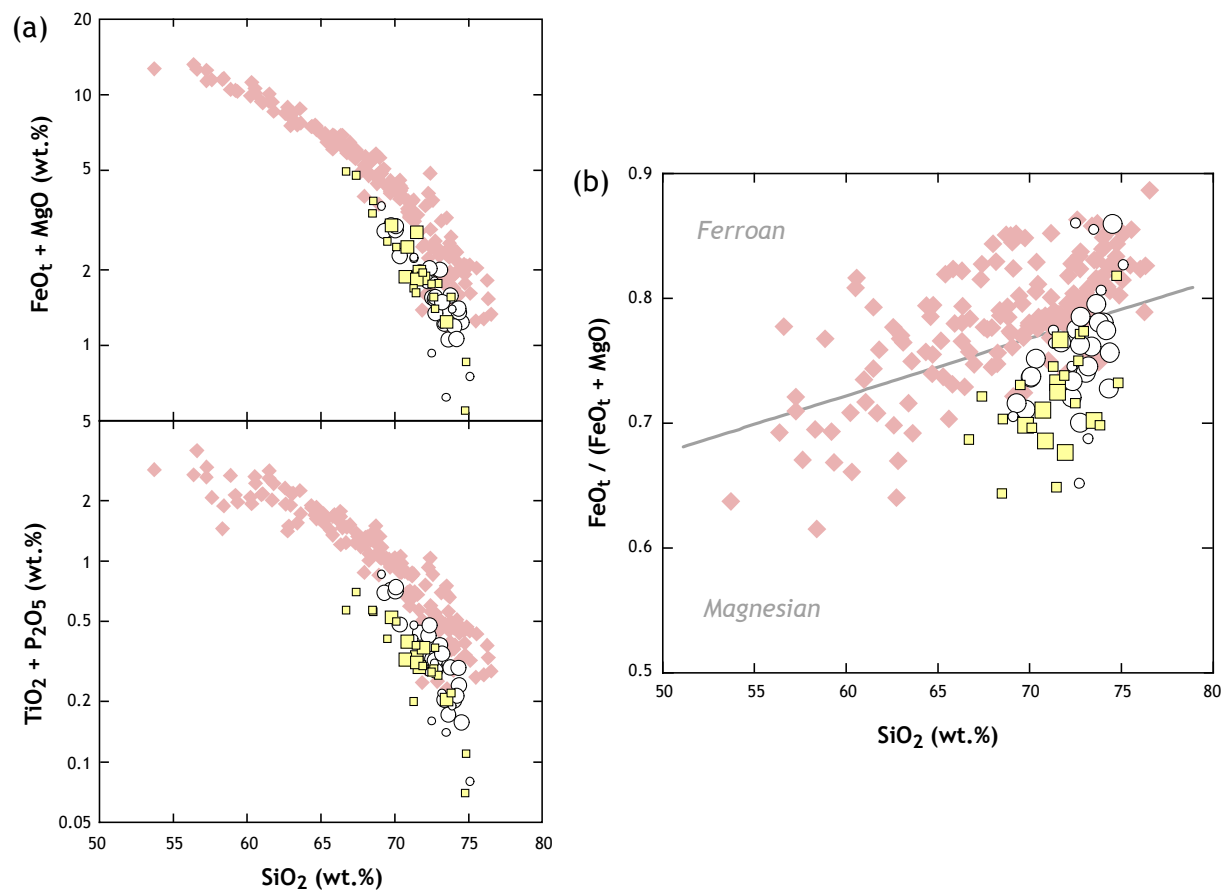 (a)
20
10
5
2
1
5
FeOₜ + MgO (wt.%)
2
1
0.5
0.2
0.1
0.05
TiO₂ + P₂O₅ (wt.%)
50 55 60 65 70 75 80
SiO₂ (wt.%)
(b)
0.9
0.8
0.7
0.6
0.5
FeOₜ / (FeOₜ + MgO)
Ferroan
Magnesian
50 55 60 65 70 75 80
SiO₂ (wt.%)